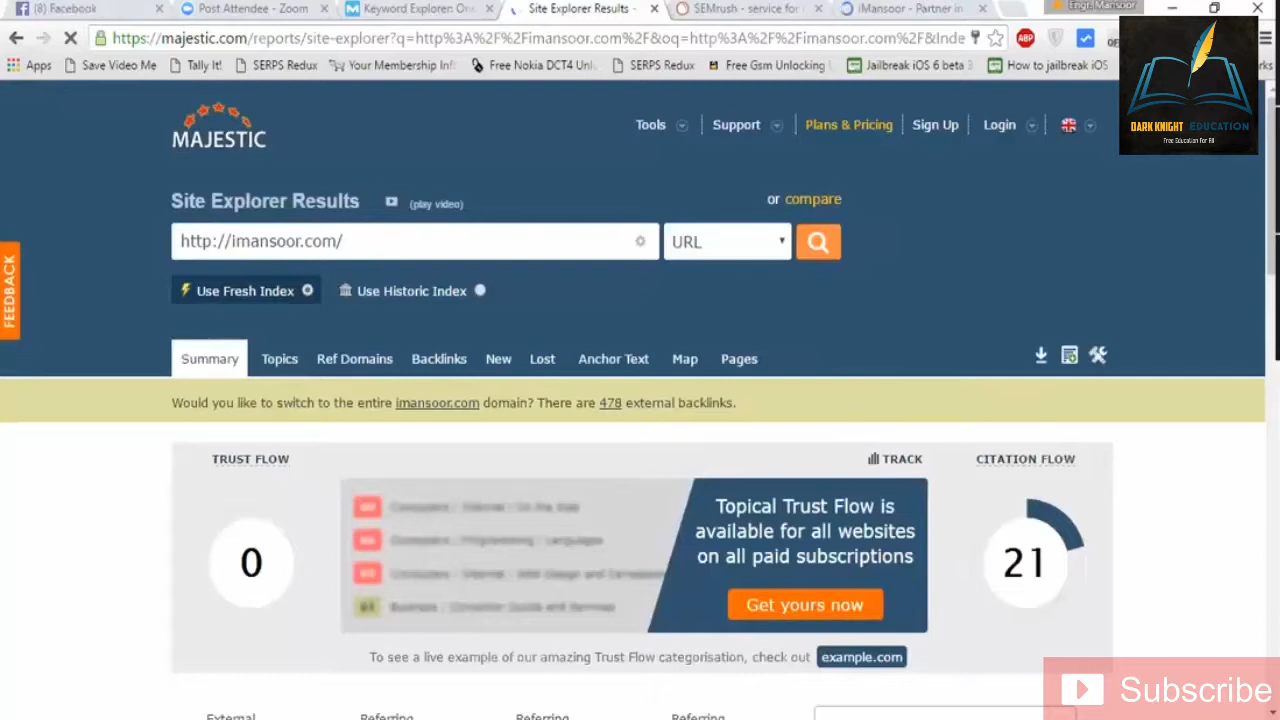 Facebook
Post Attendee - Zoom
Keyword Explorer: On
Site Explorer Results -
SEMrush - service for c
iMansoor - Partner in
Engr. Mansoor
https://majestic.com/reports/site-explorer?q=http%3A%2F%2Fimansoor.com%2F&oq=http%3A%2F%2Fimansoor.com%2F&Inde
ABP
Apps
Save Video Me
Tally It!
SERPS Redux
Your Membership In
Free Nokia DCT4 Unl
SERPS Redux
Free Gsm Unlocking
Jailbreak iOS 6 beta 3
How to jailbreak iOS
DARK KNIGHT EDUCATION
Free Education For All
MAJESTIC
Tools
Support
Plans & Pricing
Sign Up
Login
Site Explorer Results
(play video)
or compare
http://imansoor.com/
URL
Use Fresh Index
Use Historic Index
FEEDBACK
Summary
Topics
Ref Domains
Backlinks
New
Lost
Anchor Text
Map
Pages
Would you like to switch to the entire imansoor.com domain? There are 478 external backlinks.
TRUST FLOW
TRACK
CITATION FLOW
0
Topical Trust Flow is
available for all websites
on all paid subscriptions
Get yours now
21
To see a live example of our amazing Trust Flow categorisation, check out example.com
Subscribe
External
Referring
Referring
Referring